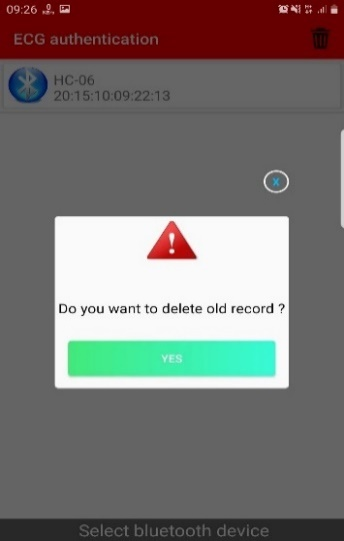 09:26
ECG authentication
HC-06
20:15:10:09:22:13
X
Do you want to delete old record ?
YES
Select bluetooth device